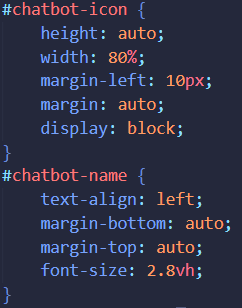 #chatbot-icon {
    height: auto;
    width: 80%;
    margin-left: 10px;
    margin: auto;
    display: block;
}
#chatbot-name {
    text-align: left;
    margin-bottom: auto;
    margin-top: auto;
    font-size: 2.8vh;
}